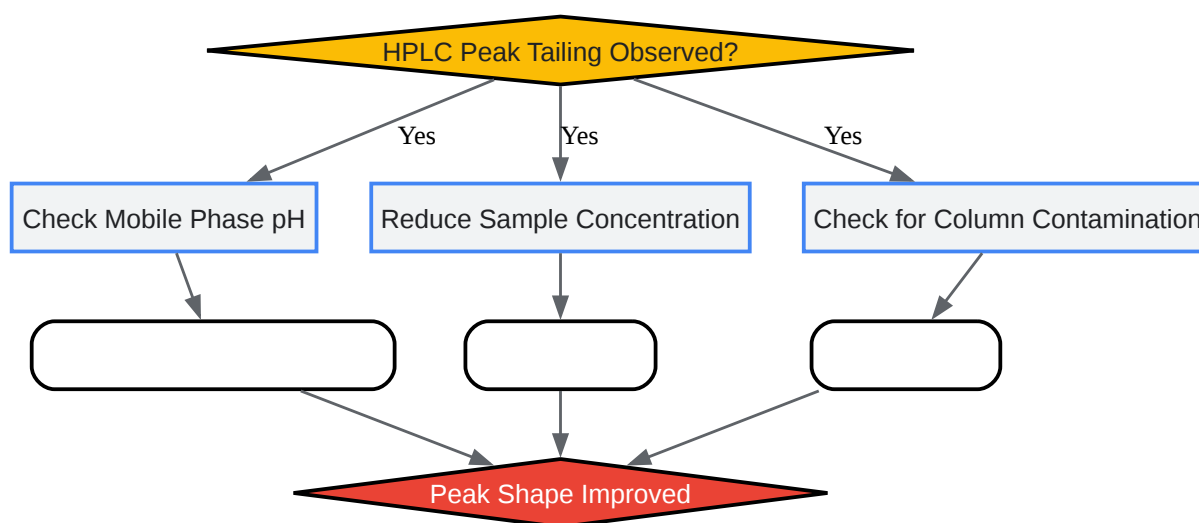 HPLC Peak Tailing Observed?
Yes
Yes
Yes
Check Mobile Phase pH
Reduce Sample Concentration
Check for Column Contamination
Peak Shape Improved